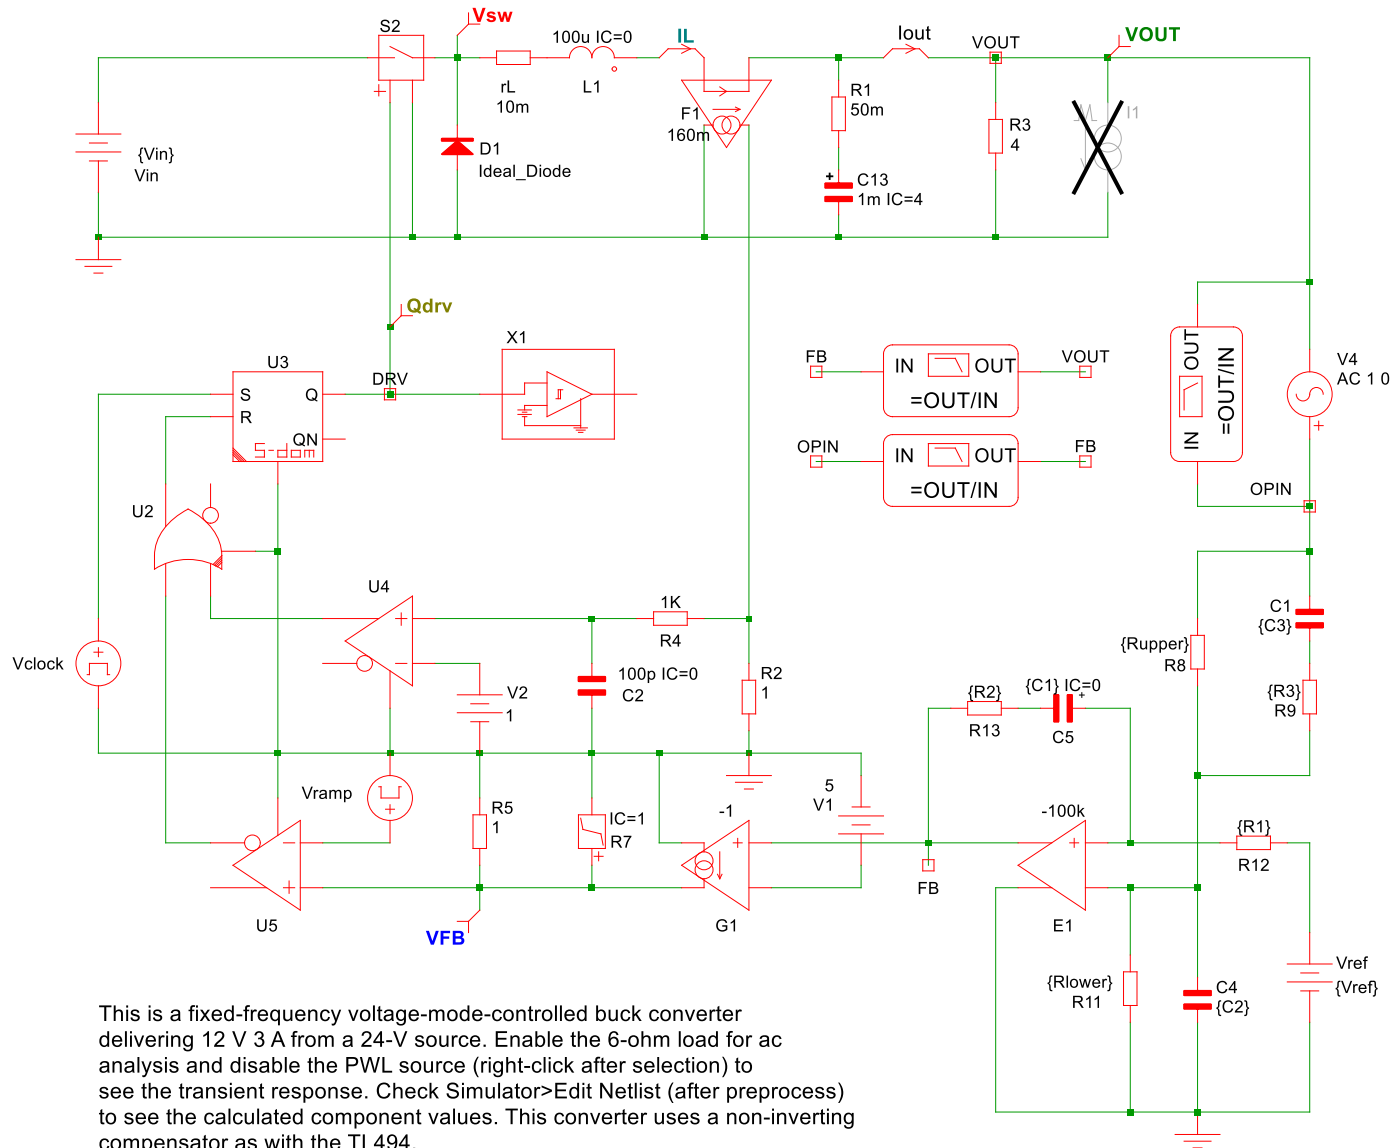 Vsw
S2
100u IC=0
IL
Iout
VOUT
VOUT
rL
10m
L1
F1
160m
R1
50m
R3
4
I1
{Vin}
Vin
D1
Ideal_Diode
+
C13
1m IC=4
+
Qdrv
X1
U3
DRV
S
Q
R
QN
S-dom
FB
IN
OUT
=OUT/IN
VOUT
OPIN
IN
OUT
=OUT/IN
FB
OUT
IN
=OUT/IN
V4
AC 1 0
+
OPIN
U2
U4
+
−
1K
R4
Vclock
+
V2
1
100p IC=0
C2
R2
1
{Rupper}
R8
C1
{C3}
{R3}
R9
{R2}
R13
{C1} IC=0
+
C5
Vramp
+
R5
1
IC=1
R7
+
-1
+
−
G1
5
V1
-100k
+
−
E1
{R1}
R12
FB
−
+
U5
VFB
{Rlower}
R11
C4
{C2}
Vref
{Vref}
This is a fixed-frequency voltage-mode-controlled buck converter
delivering 12 V 3 A from a 24-V source. Enable the 6-ohm load for ac
analysis and disable the PWL source (right-click after selection) to
see the transient response. Check Simulator>Edit Netlist (after preprocess)
to see the calculated component values. This converter uses a non-inverting
compensator as with the TL494.